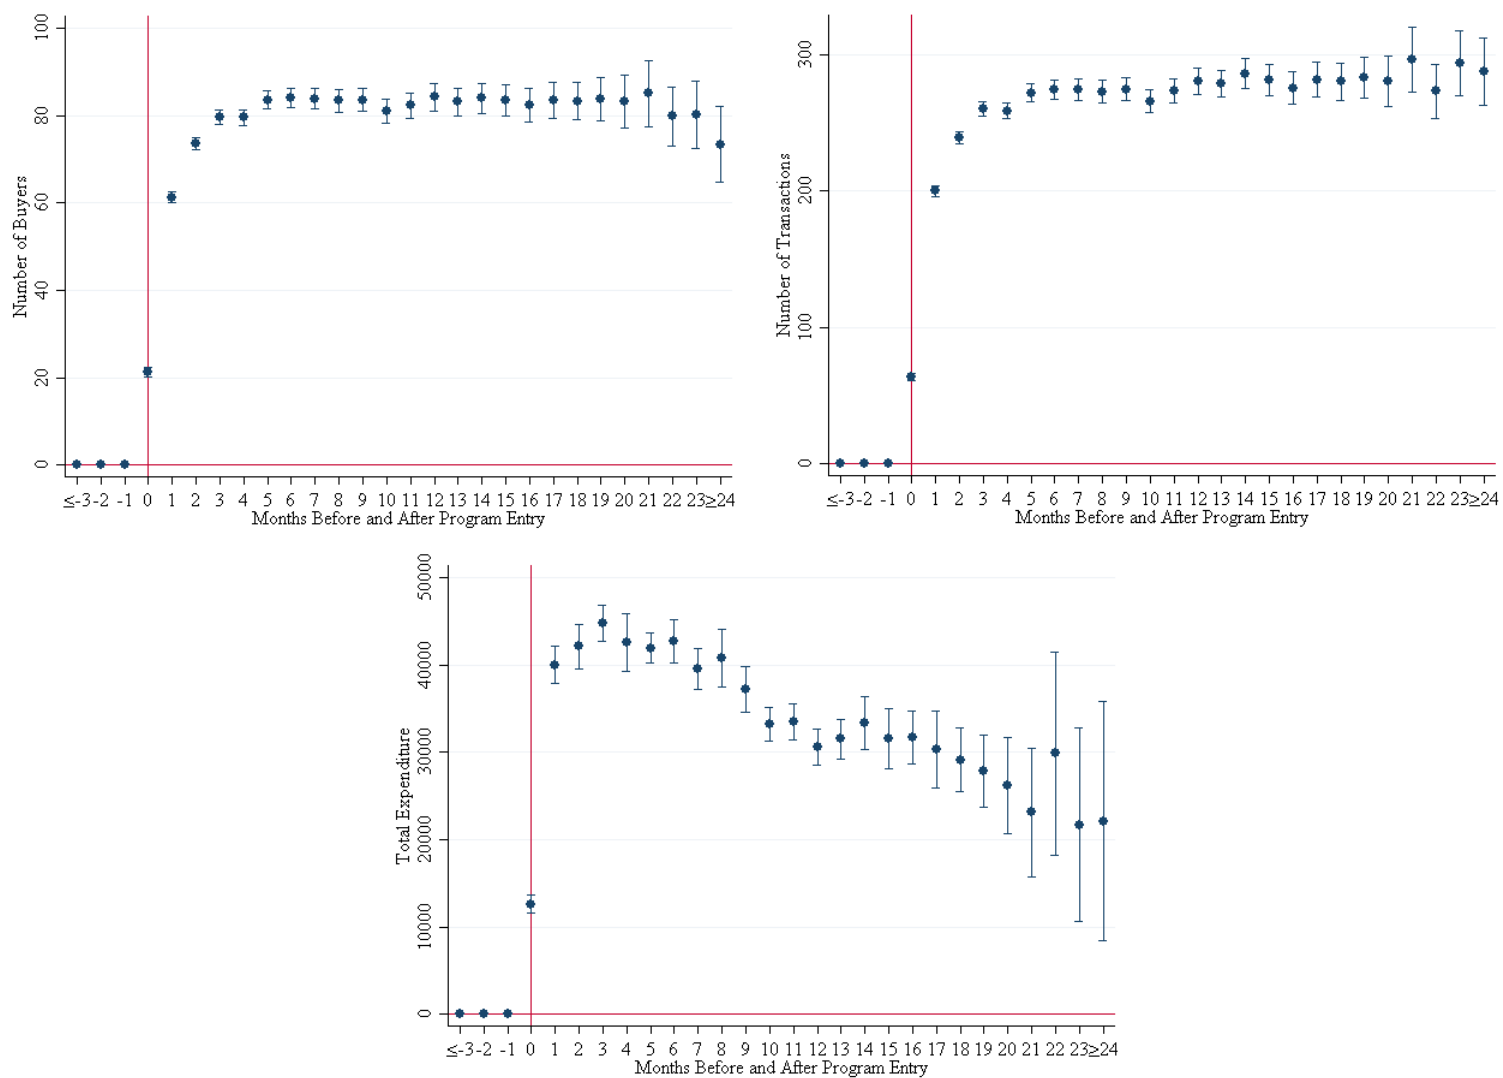 Number of Buyers
100
80
60
40
20
0
≤-3 -2 -1 0 1 2 3 4 5 6 7 8 9 10 11 12 13 14 15 16 17 18 19 20 21 22 23 ≥24
Months Before and After Program Entry
Number of Transactions
300
200
100
0
≤-3 -2 -1 0 1 2 3 4 5 6 7 8 9 10 11 12 13 14 15 16 17 18 19 20 21 22 23 ≥24
Months Before and After Program Entry
Total Expenditure
50000
40000
30000
20000
10000
0
≤-3 -2 -1 0 1 2 3 4 5 6 7 8 9 10 11 12 13 14 15 16 17 18 19 20 21 22 23 ≥24
Months Before and After Program Entry